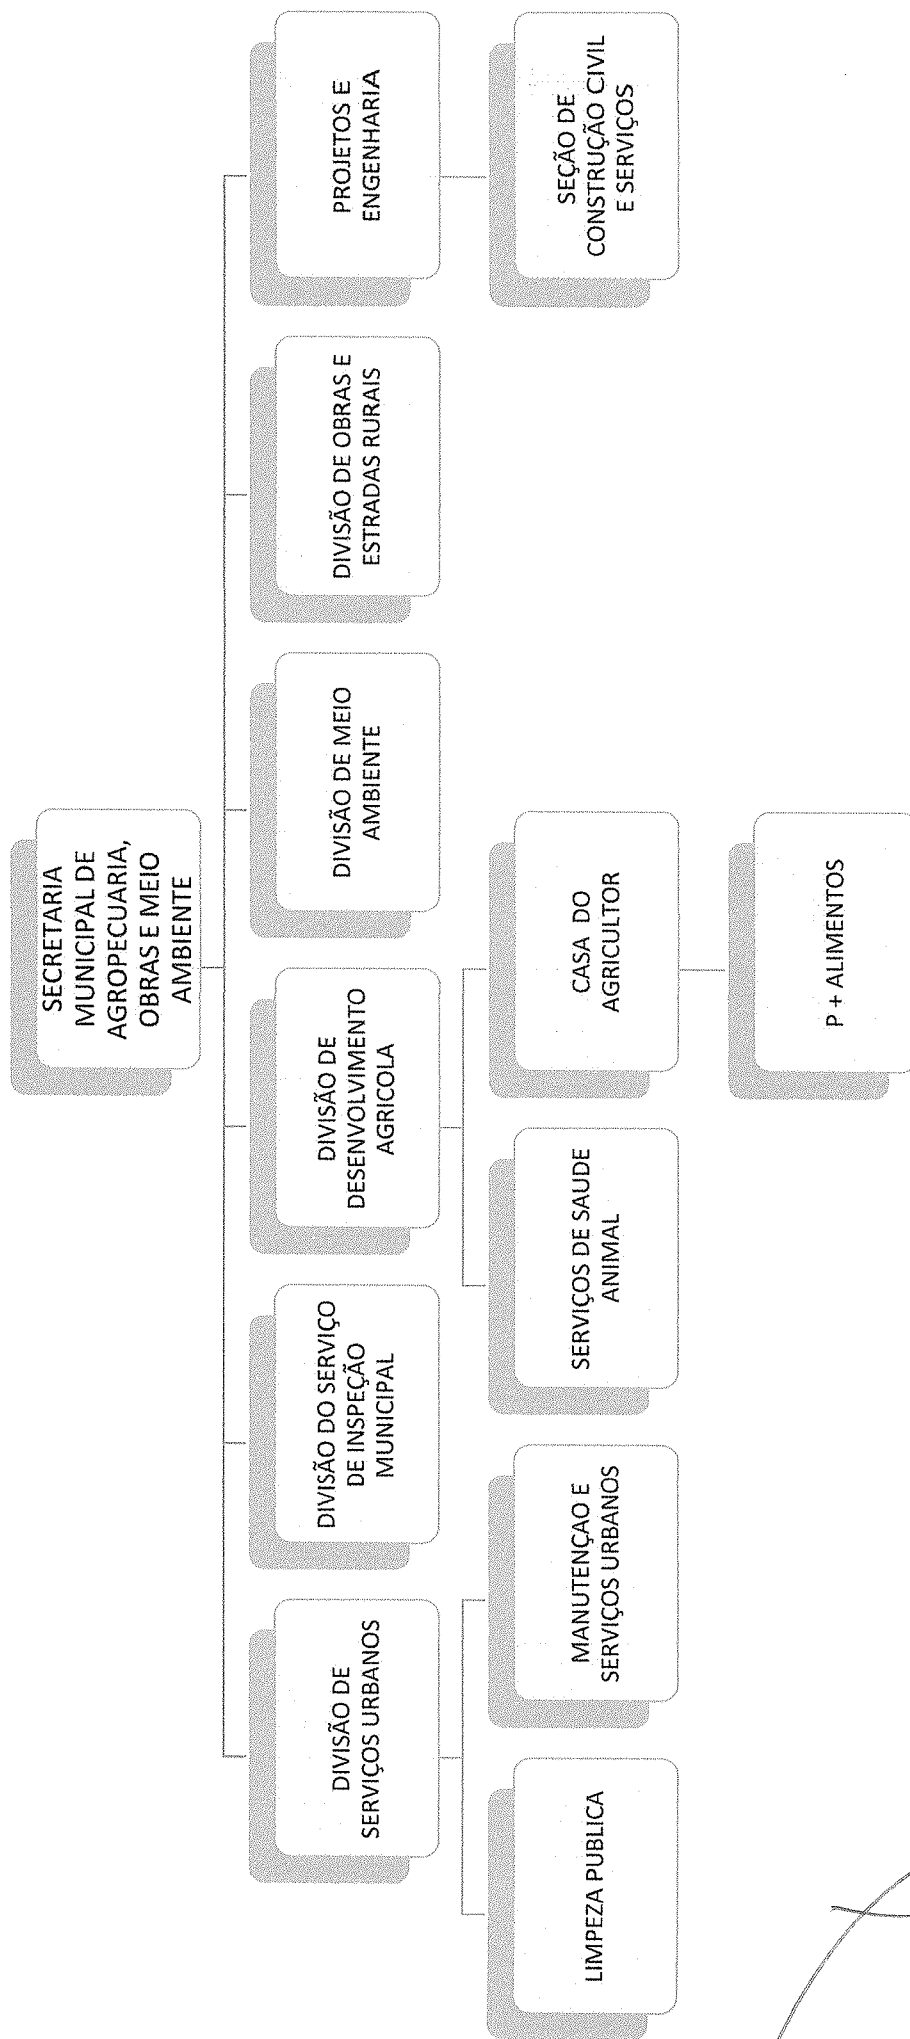 SECRETARIA
MUNICIPAL DE
AGROPECUARIA,
OBRAS E MEIO
AMBIENTE
DIVISÃO DE
SERVIÇOS URBANOS
DIVISÃO DO SERVIÇO
DE INSPEÇÃO
MUNICIPAL
DIVISÃO DE
DESENVOLVIMENTO
AGRICOLA
DIVISÃO DE MEIO
AMBIENTE
DIVISÃO DE OBRAS E
ESTRADAS RURAIS
PROJETOS E
ENGENHARIA
LIMPEZA PUBLICA
MANUTENÇAO E
SERVIÇOS URBANOS
SERVIÇOS DE SAUDE
ANIMAL
CASA DO
AGRICULTOR
SEÇÃO DE
CONSTRUÇÃO CIVIL
E SERVIÇOS
P + ALIMENTOS